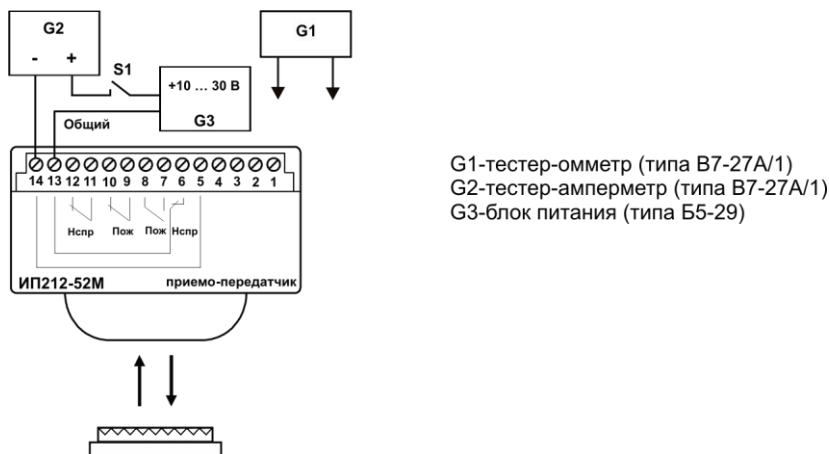 G2
- +
S1
G1
+10 ... 30 В
G3
Общий
14 13 12 11 10 9 8 7 6 5 4 3 2 1
Нспр Пож Пож Нспр
ИП212-52М приемо-передатчик
G1-тестер-омметр (типа В7-27А/1)
G2-тестер-амперметр (типа В7-27А/1)
G3-блок питания (типа Б5-29)